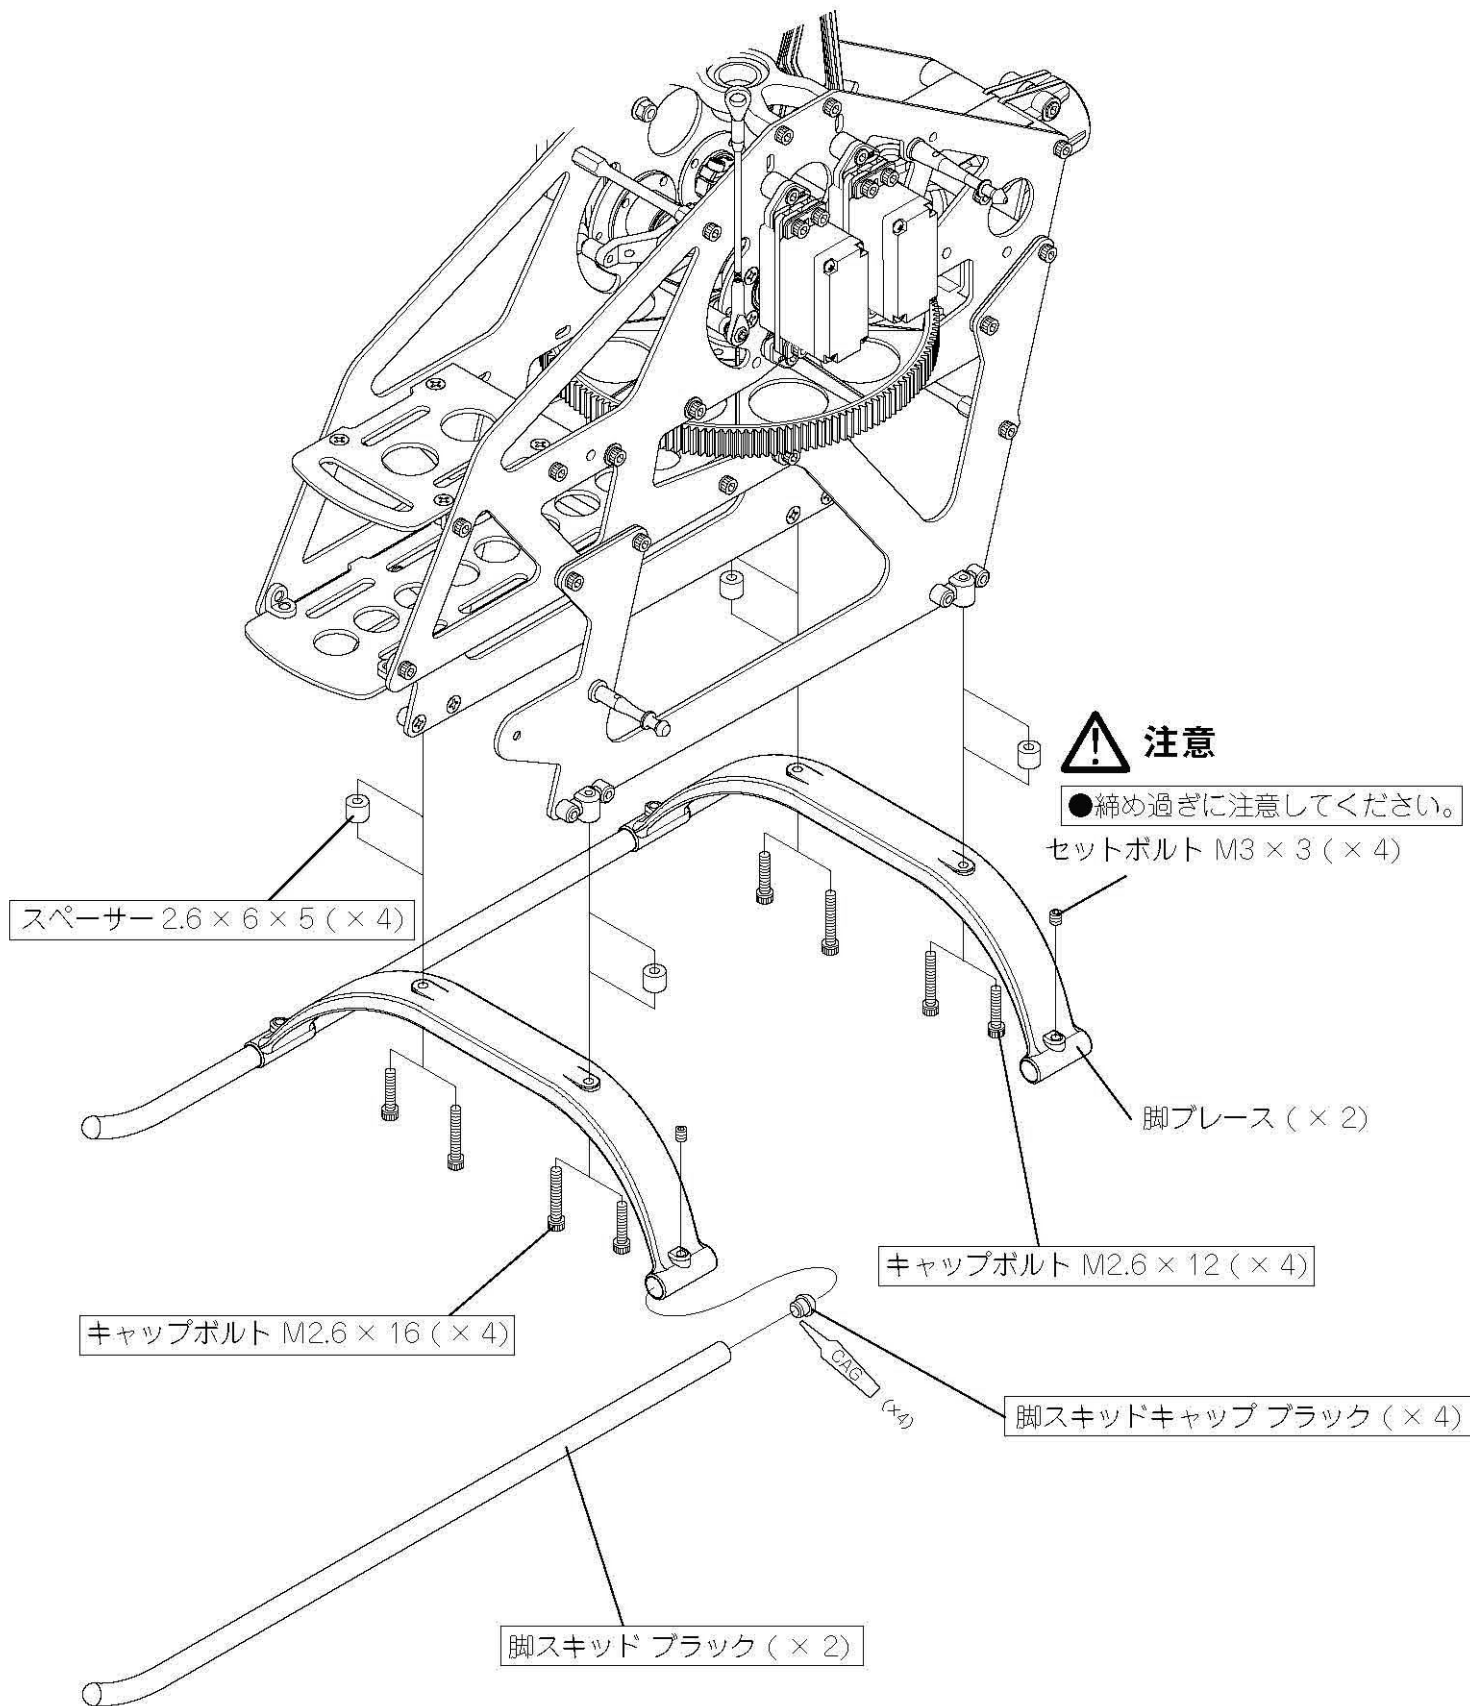 注意
●締め過ぎに注意してください。
セットボルト M3 × 3 ( × 4)
スペーサー 2.6 × 6 × 5 ( × 4)
脚ブレース ( × 2)
キャップボルト M2.6 × 12 ( × 4)
キャップボルト M2.6 × 16 ( × 4)
CAG
(×4)
脚スキッドキャップ ブラック ( × 4)
脚スキッド ブラック ( × 2)